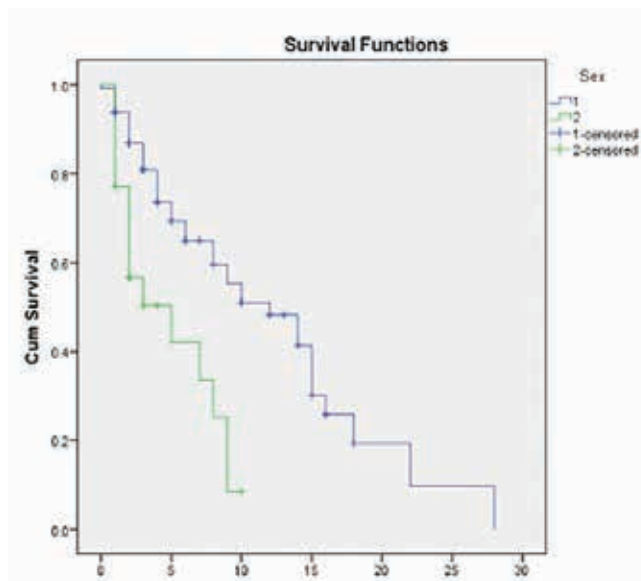 Survival Functions
Sex
1
2
1-censored
2-censored
Cum Survival
1.0
0.8
0.6
0.4
0.2
0.0
0 5 10 15 20 25 30